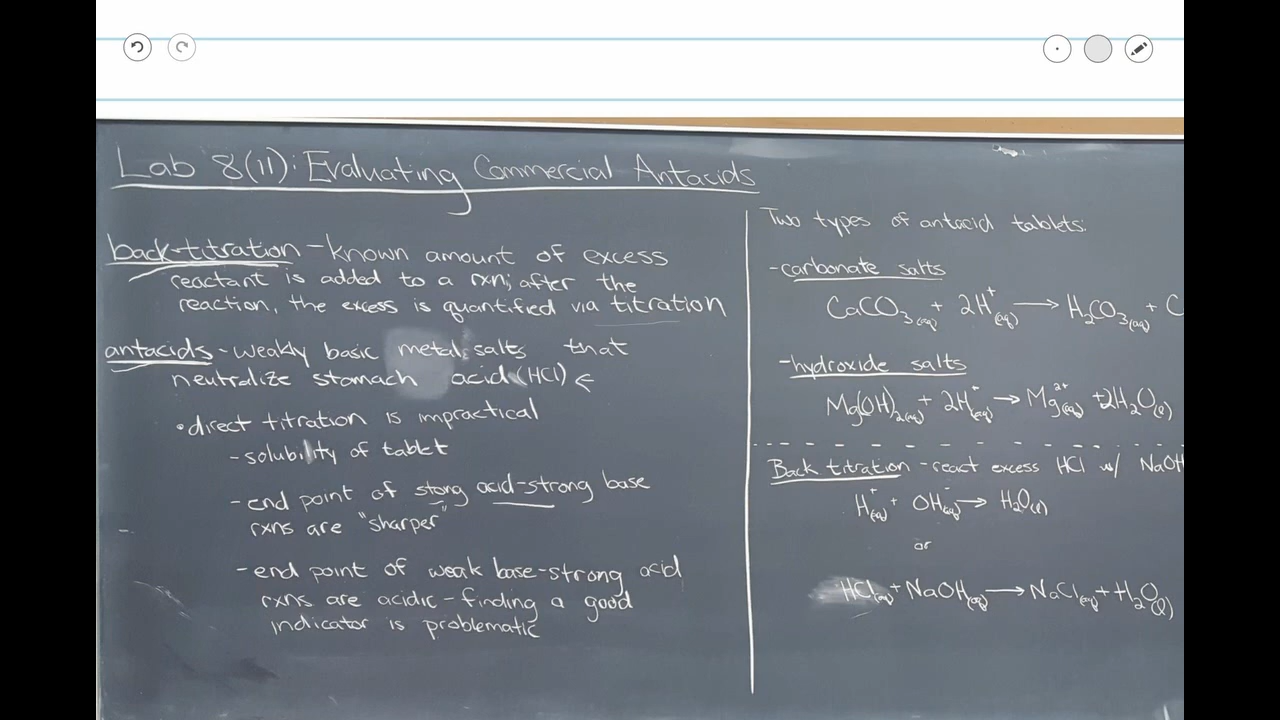 Lab 8(11): Evaluating Commercial Antacids
back-titration - known amount of excess
reactant is added to a rxn; after the
reaction, the excess is quantified via titration
antacids - weakly basic metal salts that
neutralize stomach acid (HCl) ←
• direct titration is impractical
- solubility of tablet
- end point of stong acid-strong base
rxns are "sharper"
- end point of weak base-strong acid
rxns are acidic - finding a good
indicator is problematic
Two types of antacid tablets:
- carbonate salts
CaCO₃(aq) + 2H⁺(aq) → H₂CO₃(aq) + C
- hydroxide salts
Mg(OH)₂(aq) + 2H⁺(aq) → Mg²⁺(aq) + 2H₂O(l)
Back titration - react excess HCl w/ NaOH
H⁺(aq) + OH⁻(aq) → H₂O(l)
or
HCl(aq) + NaOH(aq) → NaCl(aq) + H₂O(l)